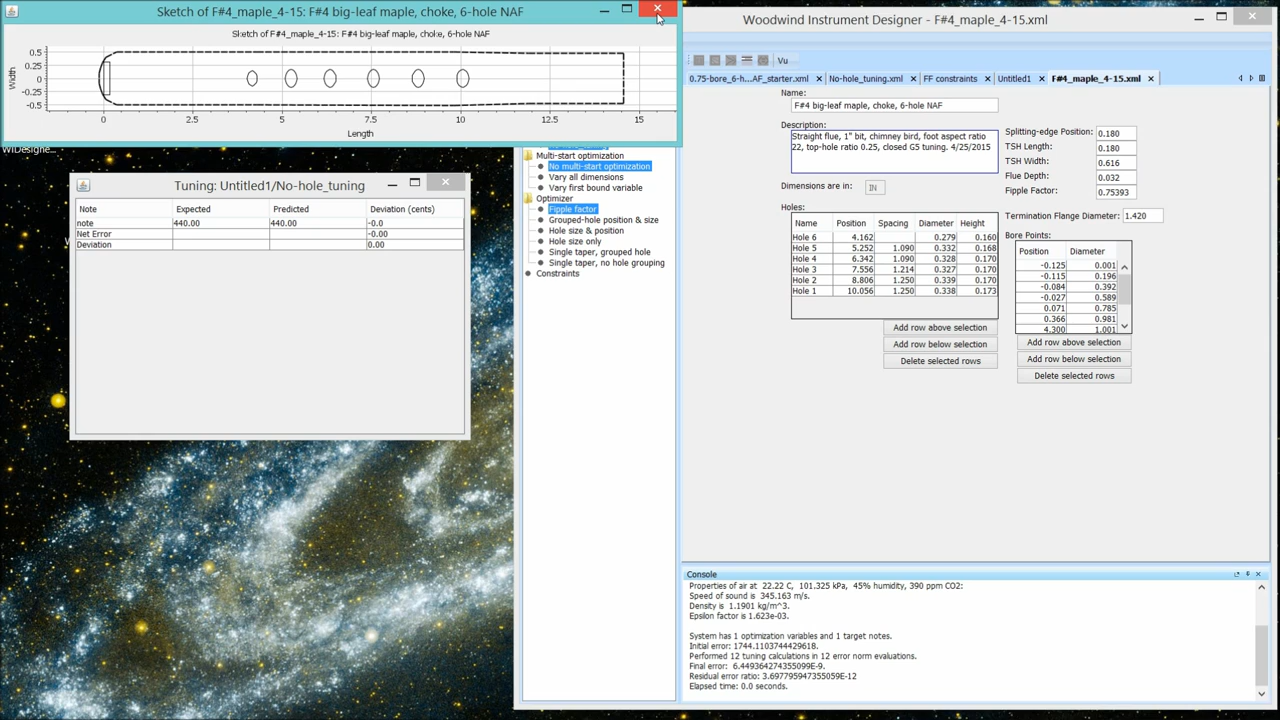 Sketch of F#4_maple_4-15: F#4 big-leaf maple, choke, 6-hole NAF
Sketch of F#4_maple_4-15: F#4 big-leaf maple, choke, 6-hole NAF
Width
0.5
0.25
0
-0.25
-0.5
0 2.5 5 7.5 10 12.5 15
Length
Woodwind Instrument Designer - F#4_maple_4-15.xml
Vu
0.75-bore_6-h...AF_starter.xml No-hole_tuning.xml FF constraints Untitled1 F#4_maple_4-15.xml
Multi-start optimization
No multi-start optimization
Vary all dimensions
Vary first bound variable
Optimizer
Fipple factor
Grouped-hole position & size
Hole size & position
Hole size only
Single taper, grouped hole
Single taper, no hole grouping
Constraints
Tuning: Untitled1/No-hole_tuning
Note Expected Predicted Deviation (cents)
note 440.00 440.00 -0.0
Net Error -0.00
Deviation 0.00
Name:
F#4 big-leaf maple, choke, 6-hole NAF
Description:
Straight flue, 1" bit, chimney bird, foot aspect ratio
22, top-hole ratio 0.25, closed G5 tuning. 4/25/2015
Dimensions are in: IN
Holes:
Name Position Spacing Diameter Height
Hole 6 4.162 0.279 0.160
Hole 5 5.252 1.090 0.332 0.168
Hole 4 6.342 1.090 0.328 0.170
Hole 3 7.556 1.214 0.327 0.170
Hole 2 8.806 1.250 0.339 0.170
Hole 1 10.056 1.250 0.338 0.173
Add row above selection
Add row below selection
Delete selected rows
Splitting-edge Position: 0.180
TSH Length: 0.180
TSH Width: 0.616
Flue Depth: 0.032
Fipple Factor: 0.75393
Termination Flange Diameter: 1.420
Bore Points:
Position Diameter
-0.125 0.001
-0.115 0.196
-0.084 0.392
-0.027 0.589
0.071 0.785
0.366 0.981
4.300 1.001
Add row above selection
Add row below selection
Delete selected rows
Console
Properties of air at 22.22 C, 101.325 kPa, 45% humidity, 390 ppm CO2:
Speed of sound is 345.163 m/s.
Density is 1.1901 kg/m^3.
Epsilon factor is 1.623e-03.
System has 1 optimization variables and 1 target notes.
Initial error: 1744.1103744429618.
Performed 12 tuning calculations in 12 error norm evaluations.
Final error: 6.449364274355099E-9.
Residual error ratio: 3.697795947355059E-12
Elapsed time: 0.0 seconds.